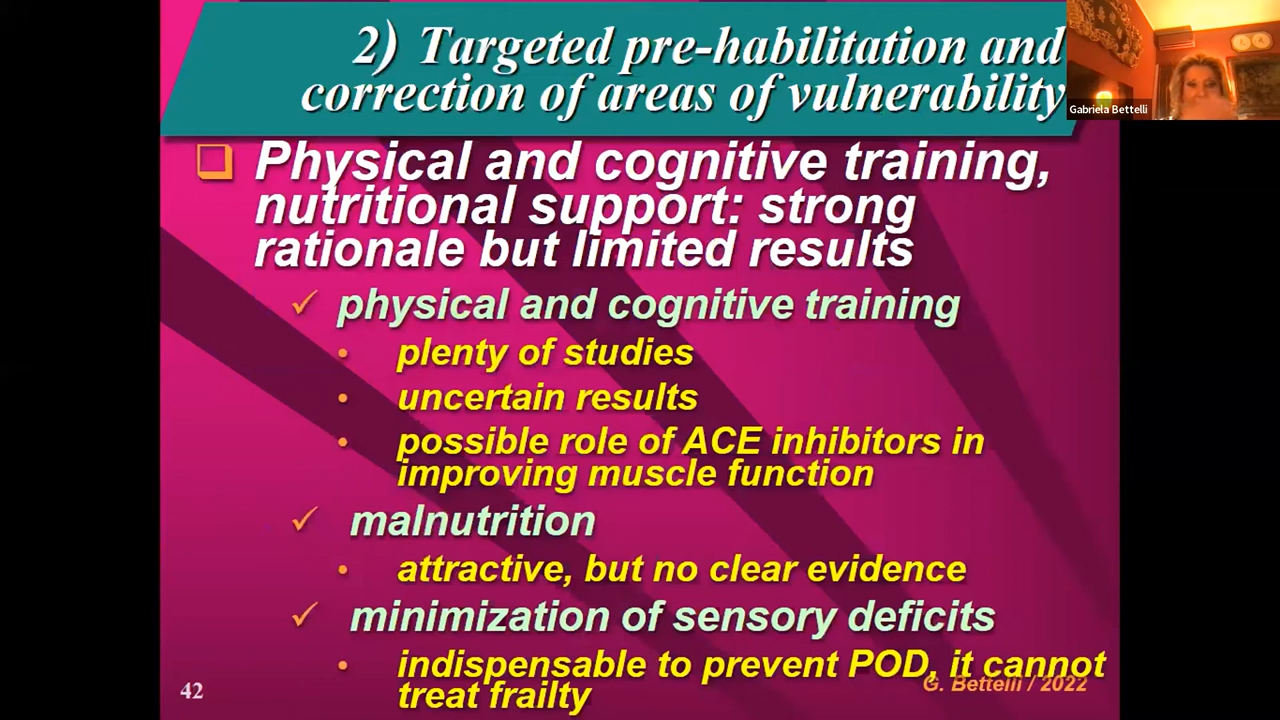 2) Targeted pre-habilitation and
correction of areas of vulnerability
Gabriela Bettelli
Physical and cognitive training,
nutritional support: strong
rationale but limited results
physical and cognitive training
plenty of studies
uncertain results
possible role of ACE inhibitors in
improving muscle function
malnutrition
attractive, but no clear evidence
minimization of sensory deficits
indispensable to prevent POD, it cannot
treat frailty
42
G. Bettelli / 2022